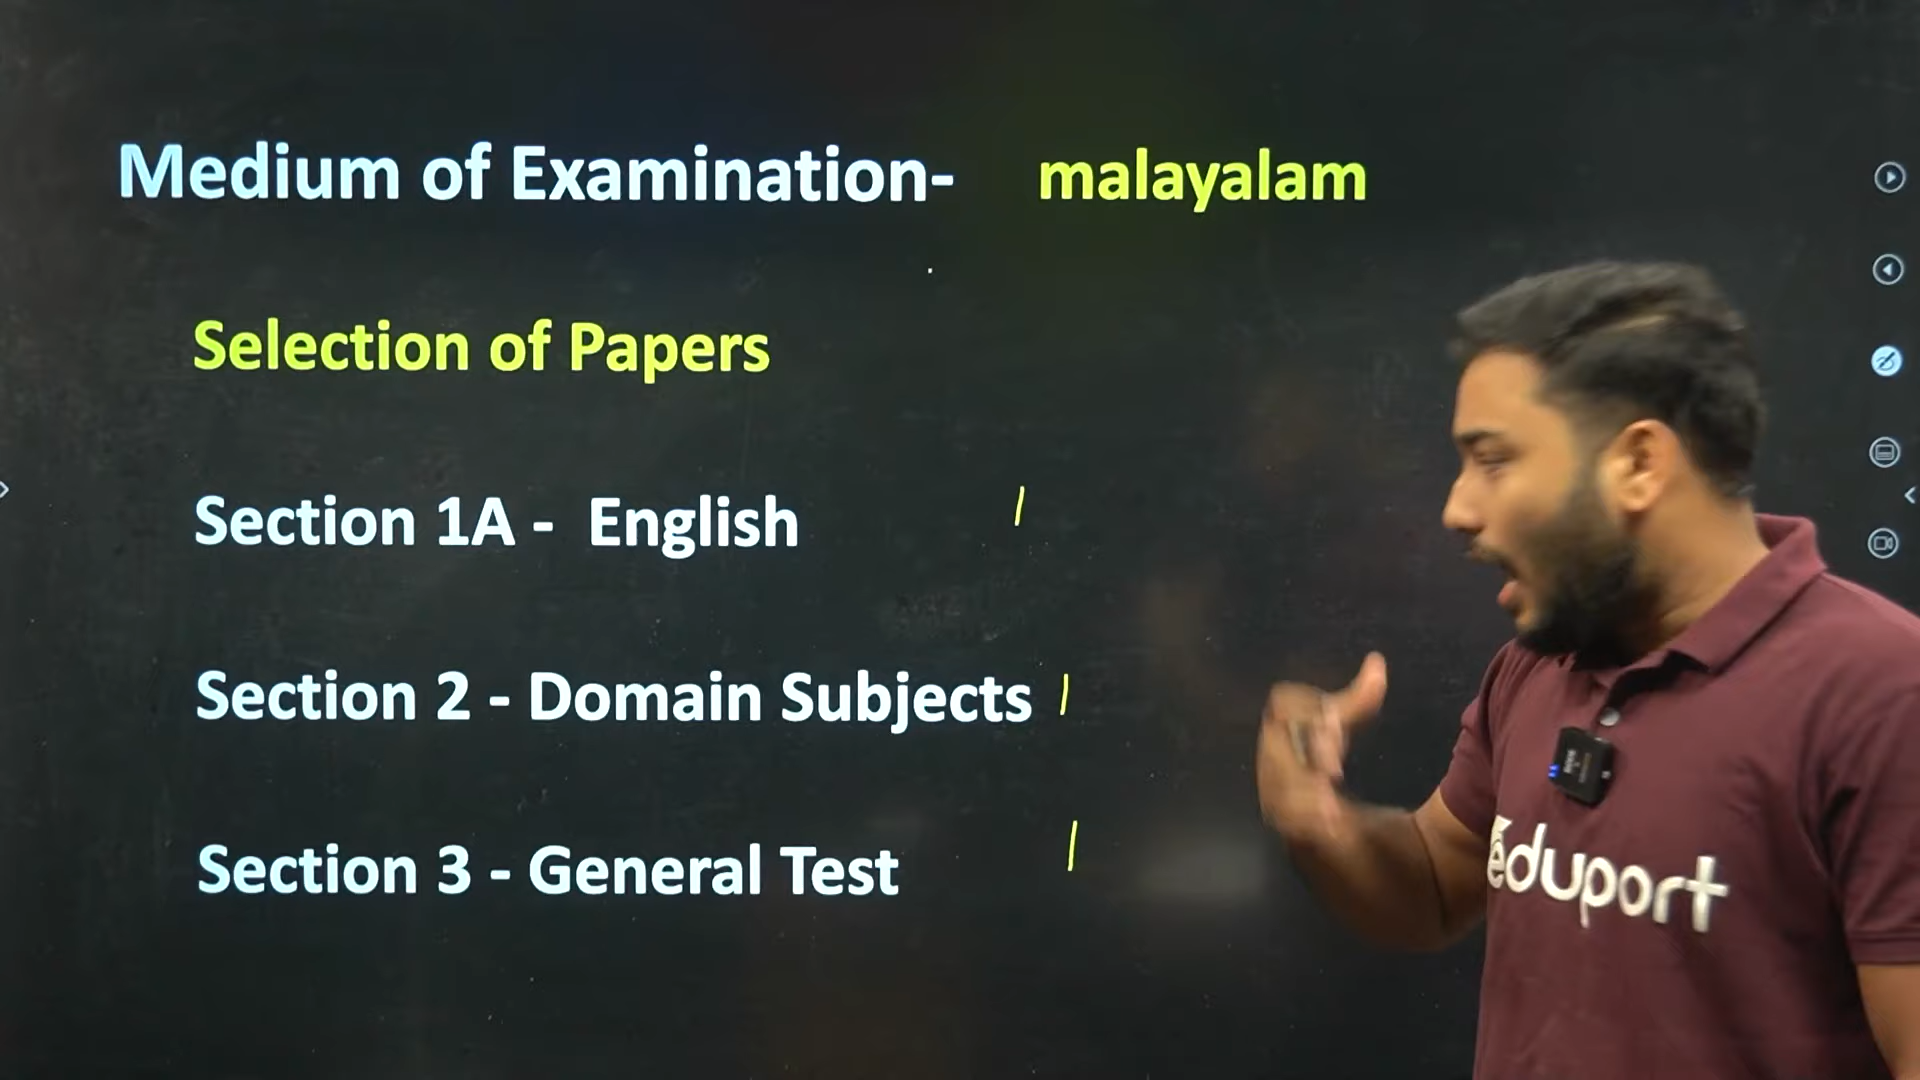 Medium of Examination- malayalam
Selection of Papers
Section 1A - English
Section 2 - Domain Subjects
Section 3 - General Test
eduport